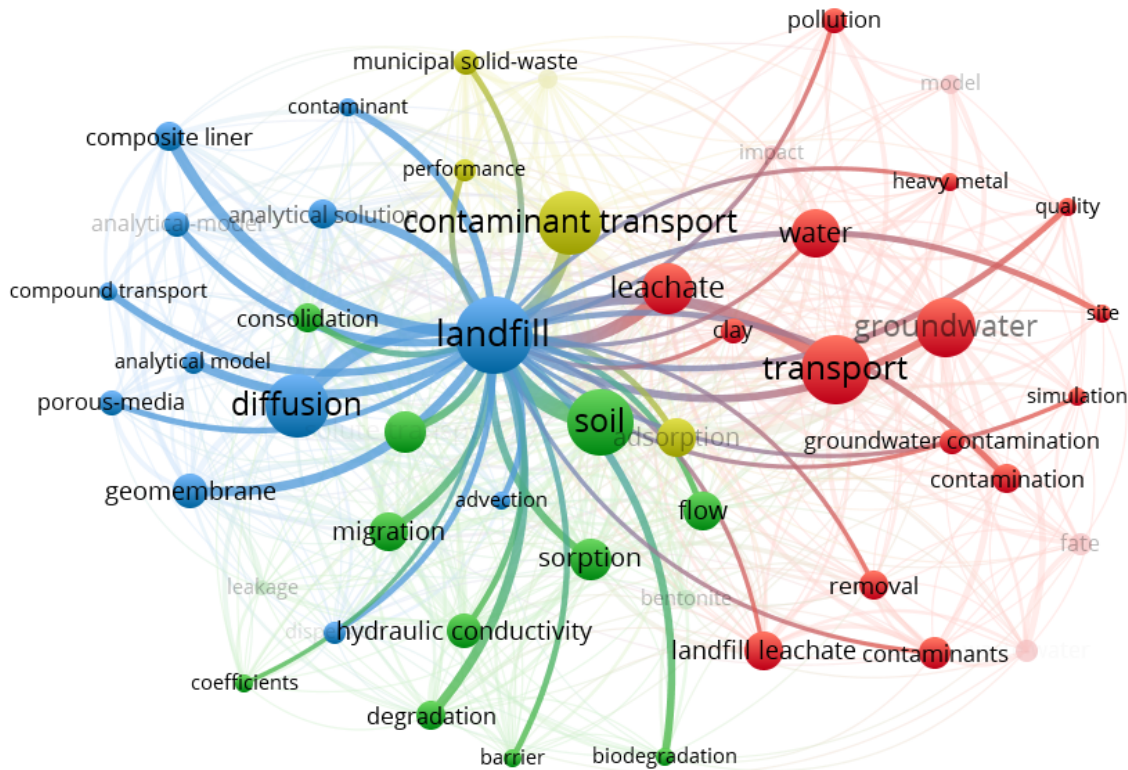 pollution
municipal solid-waste
model
contaminant
composite liner
impact
performance
heavy metal
quality
analytical solution
contaminant transport
analytical-model
water
leachate
compound transport
site
consolidation
groundwater
landfill
clay
analytical model
transport
simulation
porous-media
diffusion
soil
adsorption
groundwater contamination
contamination
geomembrane
advection
flow
migration
fate
sorption
leakage
removal
bentonite
hydraulic conductivity
landfill leachate
contaminants
coefficients
degradation
barrier
biodegradation